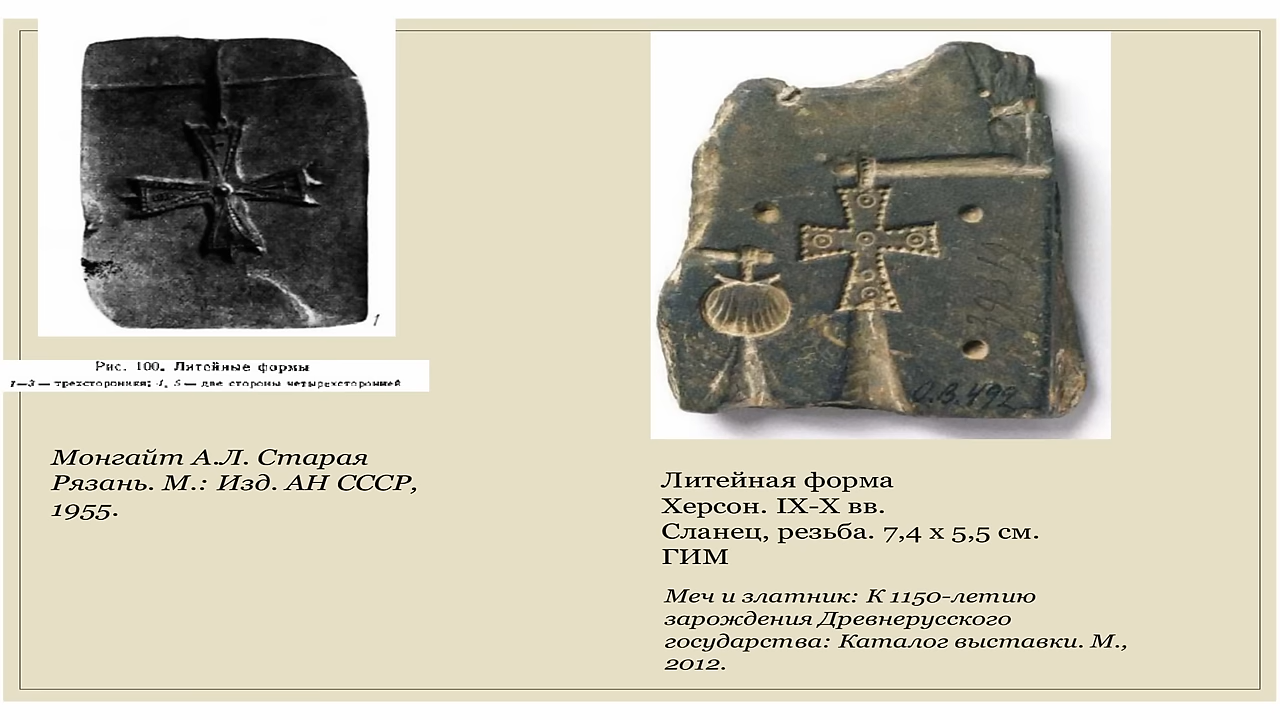 1
Рис. 100. Литейные формы
1—3 — трехсторонняя; 4, 5 — две стороны четырехсторонней
Монгайт А.Л. Старая
Рязань. М.: Изд. АН СССР,
1955.
О.В.492
Литейная форма
Херсон. IX-X вв.
Сланец, резьба. 7,4 х 5,5 см.
ГИМ
Меч и златник: К 1150-летию
зарождения Древнерусского
государства: Каталог выставки. М.,
2012.